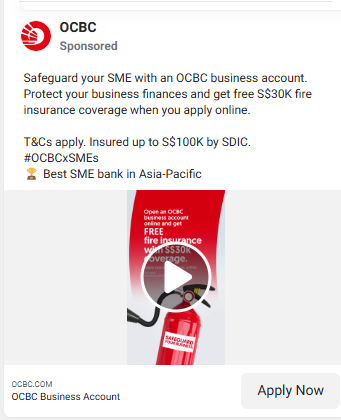 OCBC
Sponsored
Safeguard your SME with an OCBC business account.
Protect your business finances and get free S$30K fire
insurance coverage when you apply online.
T&Cs apply. Insured up to S$100K by SDIC.
#OCBCxSMEs
🏆 Best SME bank in Asia-Pacific
Open an OCBC
business account
online and get
FREE
fire insurance
with S$30K
coverage.
SAFEGUARD
YOUR BUSINESS
OCBC.COM
OCBC Business Account
Apply Now